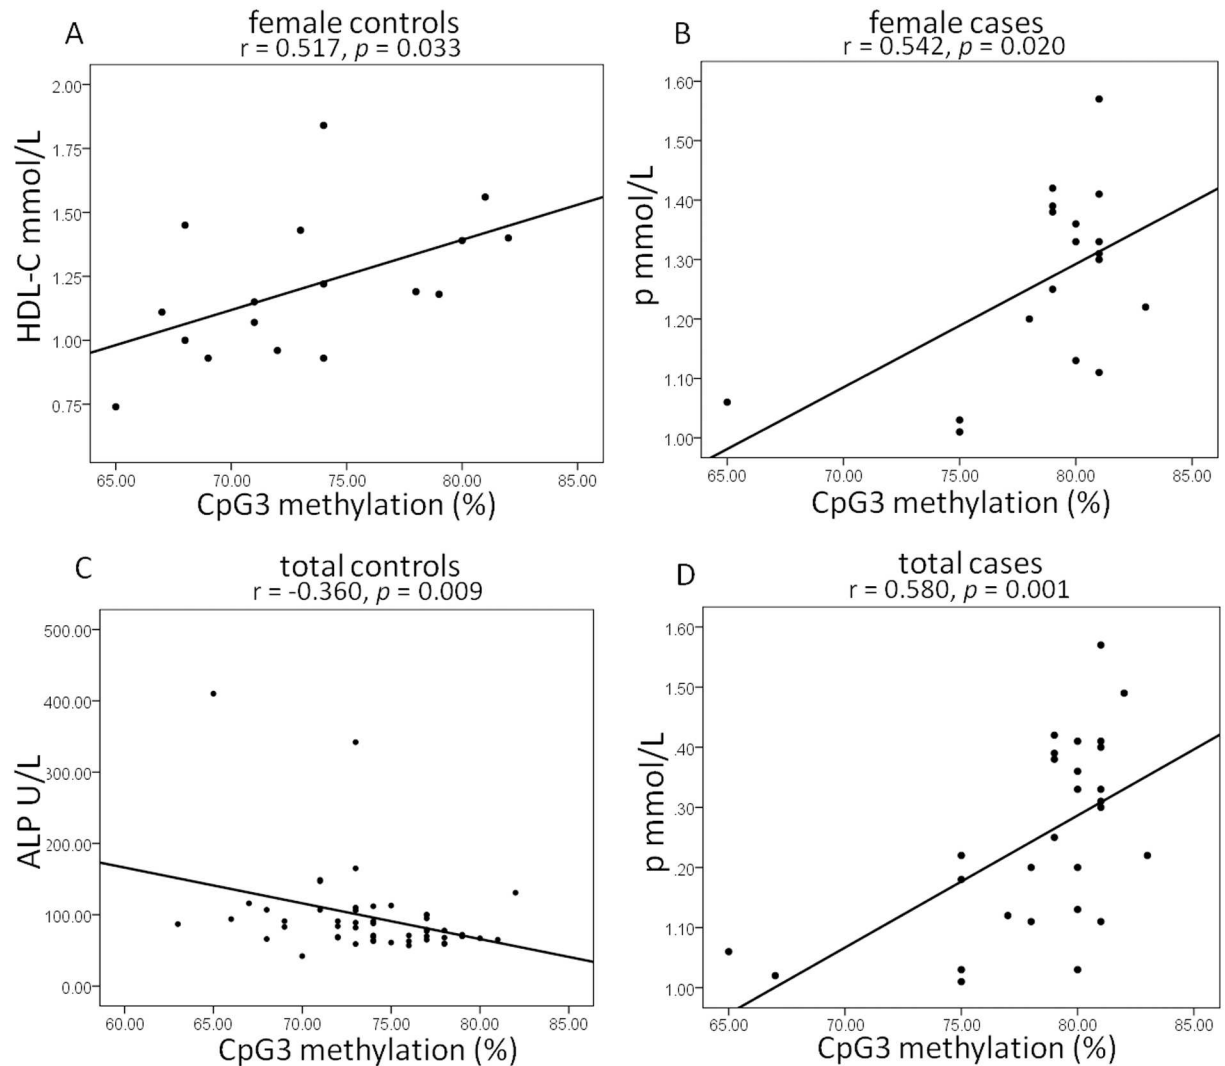 A
female controls
r = 0.517, p = 0.033
HDL-C mmol/L
2.00
1.75
1.50
1.25
1.00
0.75
65.00 70.00 75.00 80.00 85.00
CpG3 methylation (%)
B
female cases
r = 0.542, p = 0.020
p mmol/L
1.60
1.50
1.40
1.30
1.20
1.10
1.00
65.00 70.00 75.00 80.00 85.00
CpG3 methylation (%)
C
total controls
r = -0.360, p = 0.009
ALP U/L
500.00
400.00
300.00
200.00
100.00
0.00
60.00 65.00 70.00 75.00 80.00 85.00
CpG3 methylation (%)
D
total cases
r = 0.580, p = 0.001
p mmol/L
1.60
1.50
.40
.30
.20
1.10
1.00
65.00 70.00 75.00 80.00 85.00
CpG3 methylation (%)